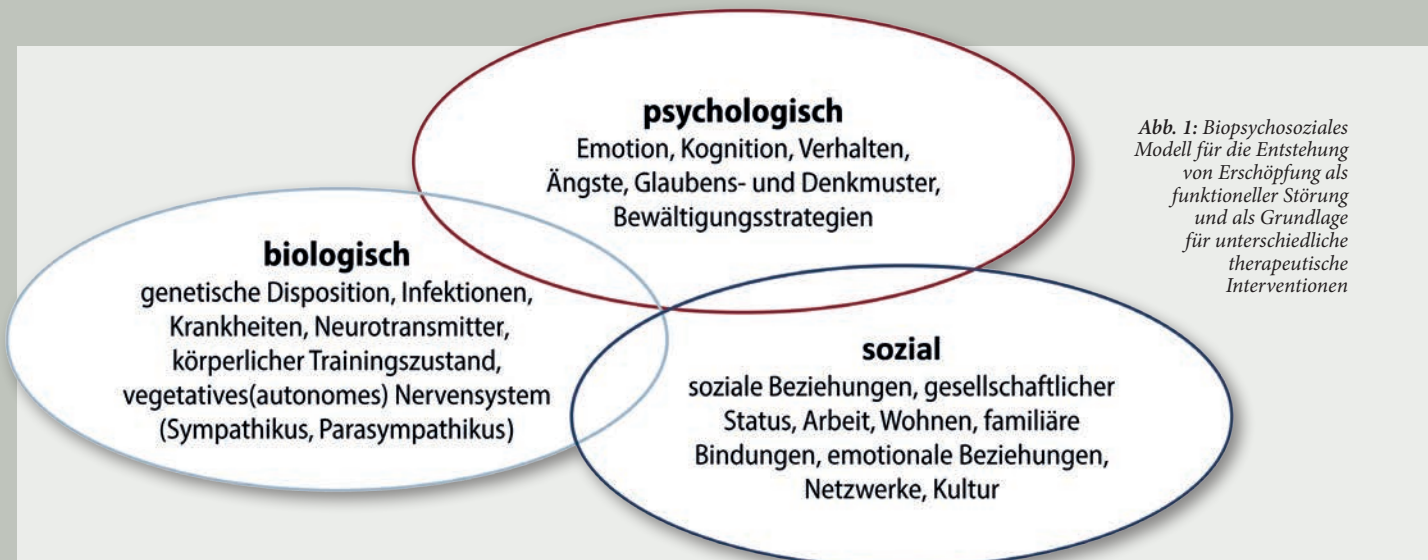 psychologisch
Emotion, Kognition, Verhalten,
Ängste, Glaubens- und Denkmuster,
Bewältigungsstrategien
Abb. 1: Biopsychosoziales
Modell für die Entstehung
von Erschöpfung als
funktioneller Störung
und als Grundlage
für unterschiedliche
therapeutische
Interventionen
biologisch
genetische Disposition, Infektionen,
Krankheiten, Neurotransmitter,
körperlicher Trainingszustand,
vegetatives(autonomes) Nervensystem
(Sympathikus, Parasympathikus)
sozial
soziale Beziehungen, gesellschaftlicher
Status, Arbeit, Wohnen, familiäre
Bindungen, emotionale Beziehungen,
Netzwerke, Kultur